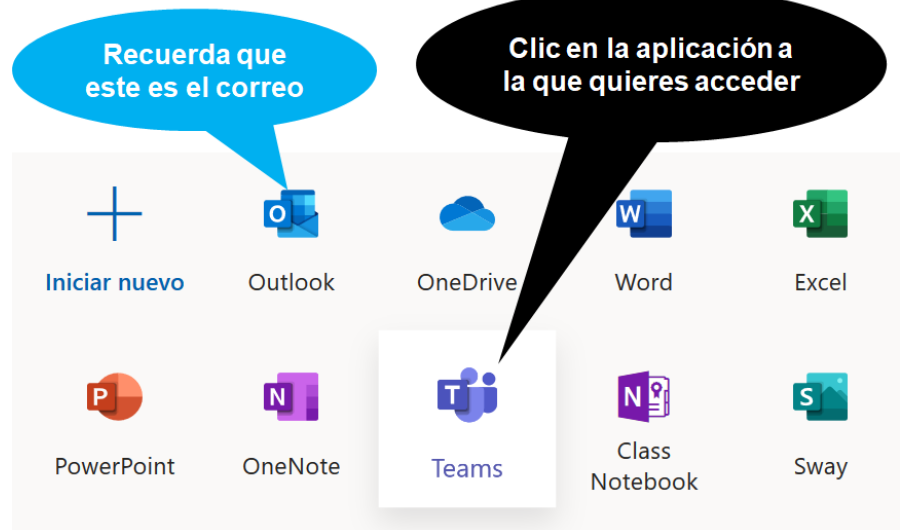 Recuerda que
este es el correo
Clic en la aplicación a
la que quieres acceder
Iniciar nuevo
Outlook
OneDrive
Word
Excel
PowerPoint
OneNote
Teams
Class
Notebook
Sway